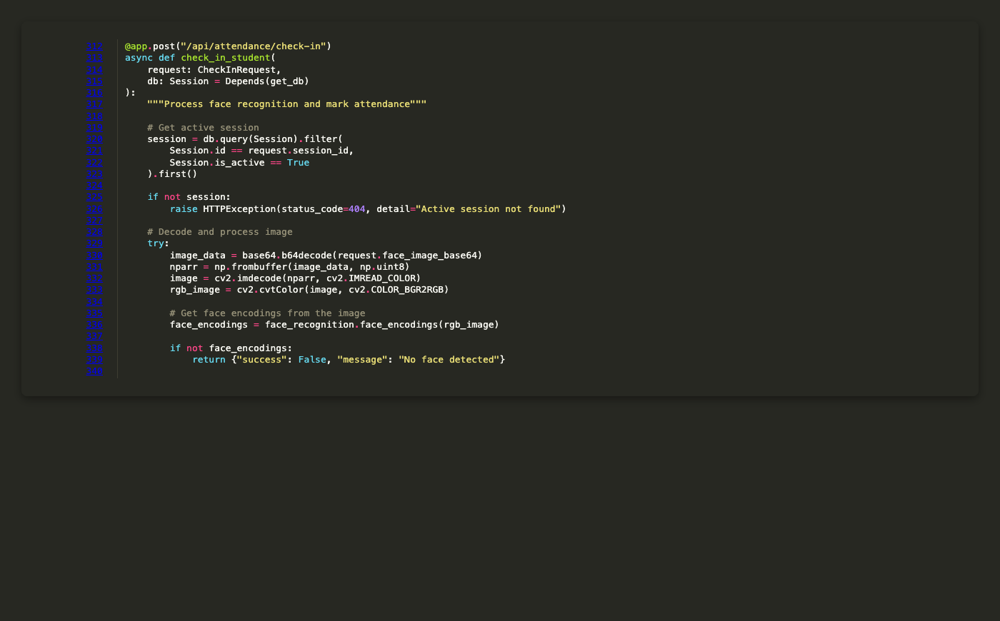 312 @app.post("/api/attendance/check-in")
313 async def check_in_student(
314     request: CheckInRequest,
315     db: Session = Depends(get_db)
316 ):
317     """Process face recognition and mark attendance"""
318
319     # Get active session
320     session = db.query(Session).filter(
321         Session.id == request.session_id,
322         Session.is_active == True
323     ).first()
324
325     if not session:
326         raise HTTPException(status_code=404, detail="Active session not found")
327
328     # Decode and process image
329     try:
330         image_data = base64.b64decode(request.face_image_base64)
331         nparr = np.frombuffer(image_data, np.uint8)
332         image = cv2.imdecode(nparr, cv2.IMREAD_COLOR)
333         rgb_image = cv2.cvtColor(image, cv2.COLOR_BGR2RGB)
334
335         # Get face encodings from the image
336         face_encodings = face_recognition.face_encodings(rgb_image)
337
338         if not face_encodings:
339             return {"success": False, "message": "No face detected"}
340